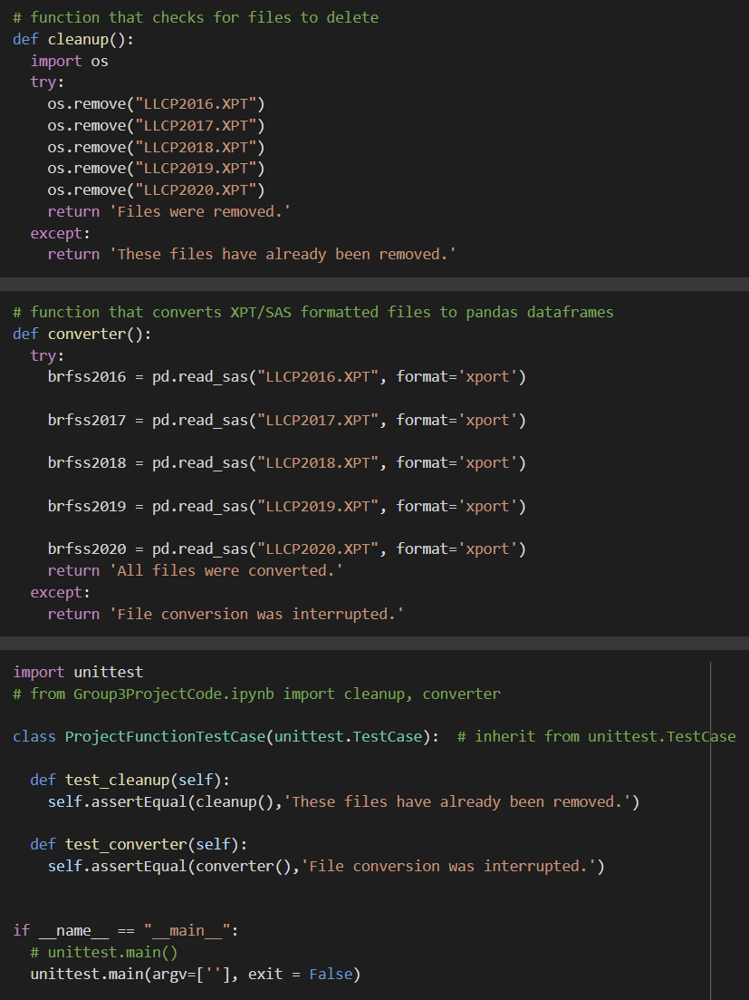 # function that checks for files to delete
def cleanup():
  import os
  try:
    os.remove("LLCP2016.XPT")
    os.remove("LLCP2017.XPT")
    os.remove("LLCP2018.XPT")
    os.remove("LLCP2019.XPT")
    os.remove("LLCP2020.XPT")
    return 'Files were removed.'
  except:
    return 'These files have already been removed.'
# function that converts XPT/SAS formatted files to pandas dataframes
def converter():
  try:
    brfss2016 = pd.read_sas("LLCP2016.XPT", format='xport')
    brfss2017 = pd.read_sas("LLCP2017.XPT", format='xport')
    brfss2018 = pd.read_sas("LLCP2018.XPT", format='xport')
    brfss2019 = pd.read_sas("LLCP2019.XPT", format='xport')
    brfss2020 = pd.read_sas("LLCP2020.XPT", format='xport')
    return 'All files were converted.'
  except:
    return 'File conversion was interrupted.'
import unittest
# from Group3ProjectCode.ipynb import cleanup, converter
class ProjectFunctionTestCase(unittest.TestCase):  # inherit from unittest.TestCase
  def test_cleanup(self):
    self.assertEqual(cleanup(),'These files have already been removed.')
  def test_converter(self):
    self.assertEqual(converter(),'File conversion was interrupted.')
if __name__ == "__main__":
  # unittest.main()
  unittest.main(argv=[''], exit = False)